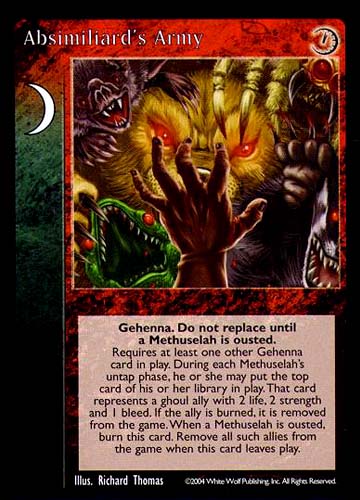 Absimiliard's Army
Gehenna. Do not replace until
a Methuselah is ousted.
Requires at least one other Gehenna
card in play. During each Methuselah's
untap phase, he or she may put the top
card of his or her library in play. That card
represents a ghoul ally with 2 life, 2 strength
and 1 bleed. If the ally is burned, it is removed
from the game. When a Methuselah is ousted,
burn this card. Remove all such allies from
the game when this card leaves play.
Illus. Richard Thomas ©2004 White Wolf Publishing, Inc. All Rights Reserved.